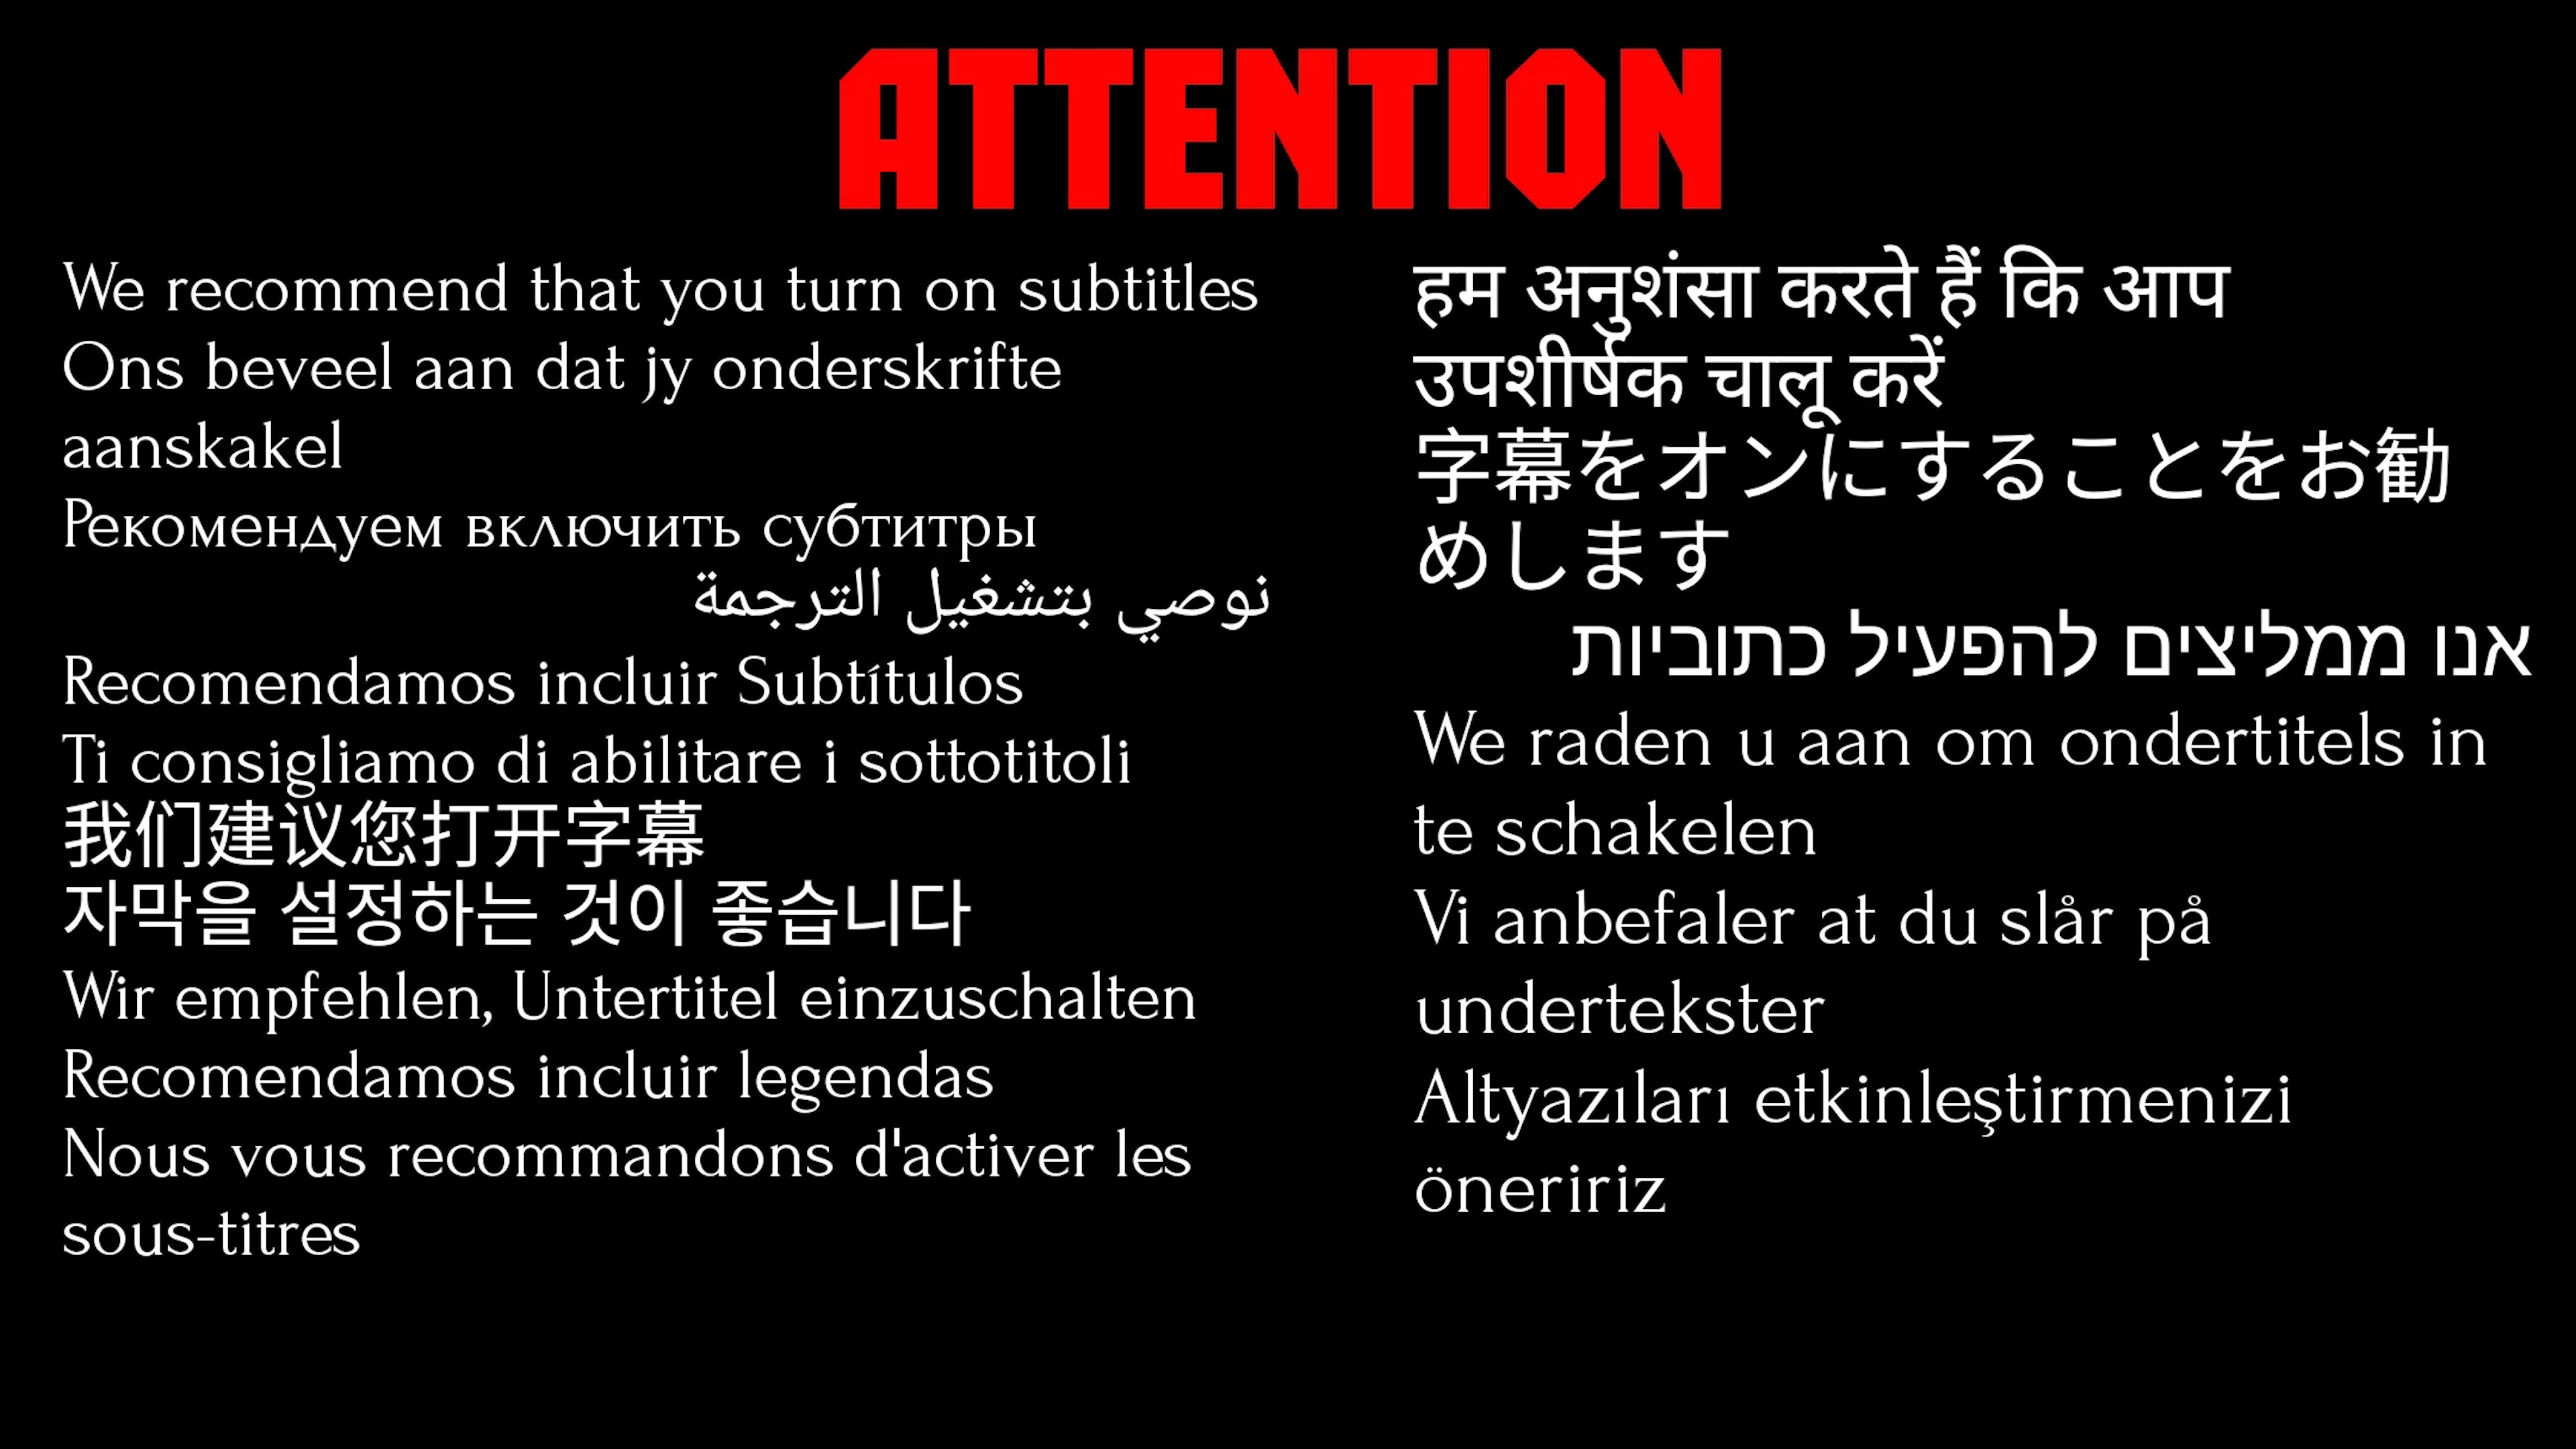 ATTENTION
We recommend that you turn on subtitles
Ons beveel aan dat jy onderskrifte
aanskakel
Рекомендуем включить субтитры
نوصي بتشغيل الترجمة
Recomendamos incluir Subtítulos
Ti consigliamo di abilitare i sottotitoli
我们建议您打开字幕
자막을 설정하는 것이 좋습니다
Wir empfehlen, Untertitel einzuschalten
Recomendamos incluir legendas
Nous vous recommandons d'activer les
sous-titres
हम अनुशंसा करते हैं कि आप
उपशीर्षक चालू करें
字幕をオンにすることをお勧
めします
אנו ממליצים להפעיל כתוביות
We raden u aan om ondertitels in
te schakelen
Vi anbefaler at du slår på
undertekster
Altyazıları etkinleştirmenizi
öneririz